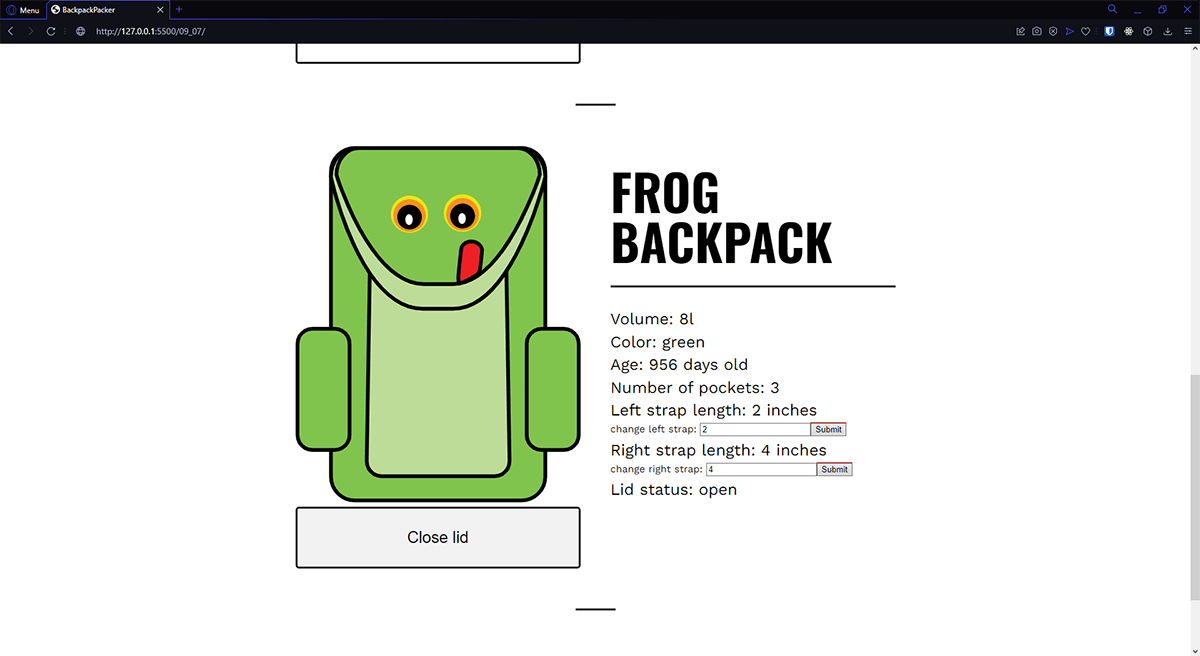 Menu
BackpackPacker
http://127.0.0.1:5500/09_07/
FROG
BACKPACK
Volume: 8l
Color: green
Age: 956 days old
Number of pockets: 3
Left strap length: 2 inches
change left strap: 2 Submit
Right strap length: 4 inches
change right strap: 4 Submit
Lid status: open
Close lid